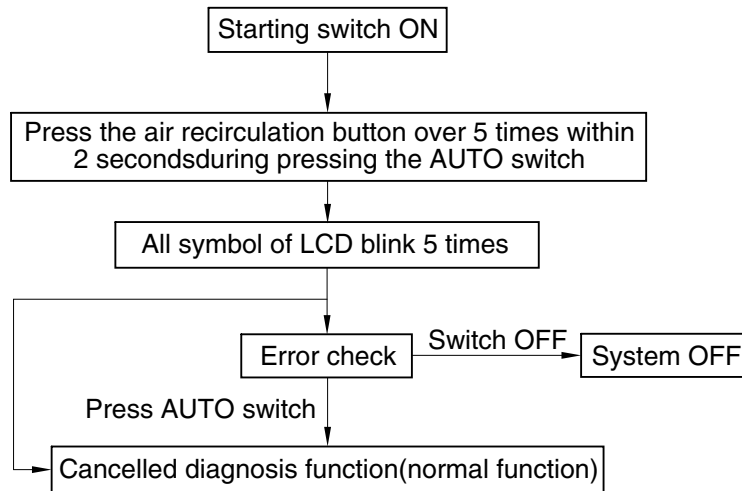 Starting switch ON
Press the air recirculation button over 5 times within
2 secondsduring pressing the AUTO switch
All symbol of LCD blink 5 times
Error check
Switch OFF
System OFF
Press AUTO switch
Cancelled diagnosis function(normal function)